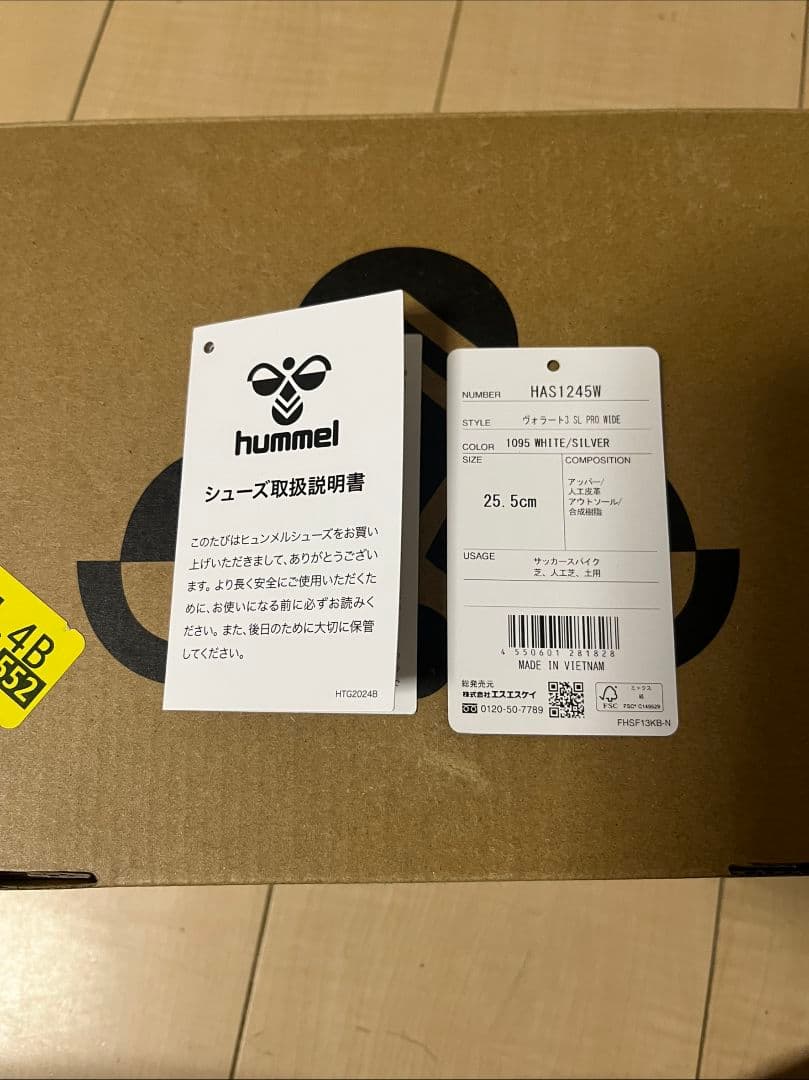 hummel
シューズ取扱説明書
このたびはヒュンメルシューズをお買い
上げいただきまして、ありがとうござい
ます。より長く安全にご使用いただくた
めに、お使いになる前に必ずお読みく
ださい。また、後日のために大切に保管
してください。
HTG2024B
NUMBER HAS1245W
STYLE ヴォラート3 SL PRO WIDE
COLOR 1095 WHITE/SILVER
SIZE
25.5cm
COMPOSITION
アッパー/
人工皮革
アウトソール/
合成樹脂
USAGE サッカースパイク
芝、人工芝、土用
4 550601 281828
MADE IN VIETNAM
総発売元
株式会社エスエスケイ
0120-50-7789
ミックス
紙
FSC FSC® C149529
FHSF13KB-N
4B
552